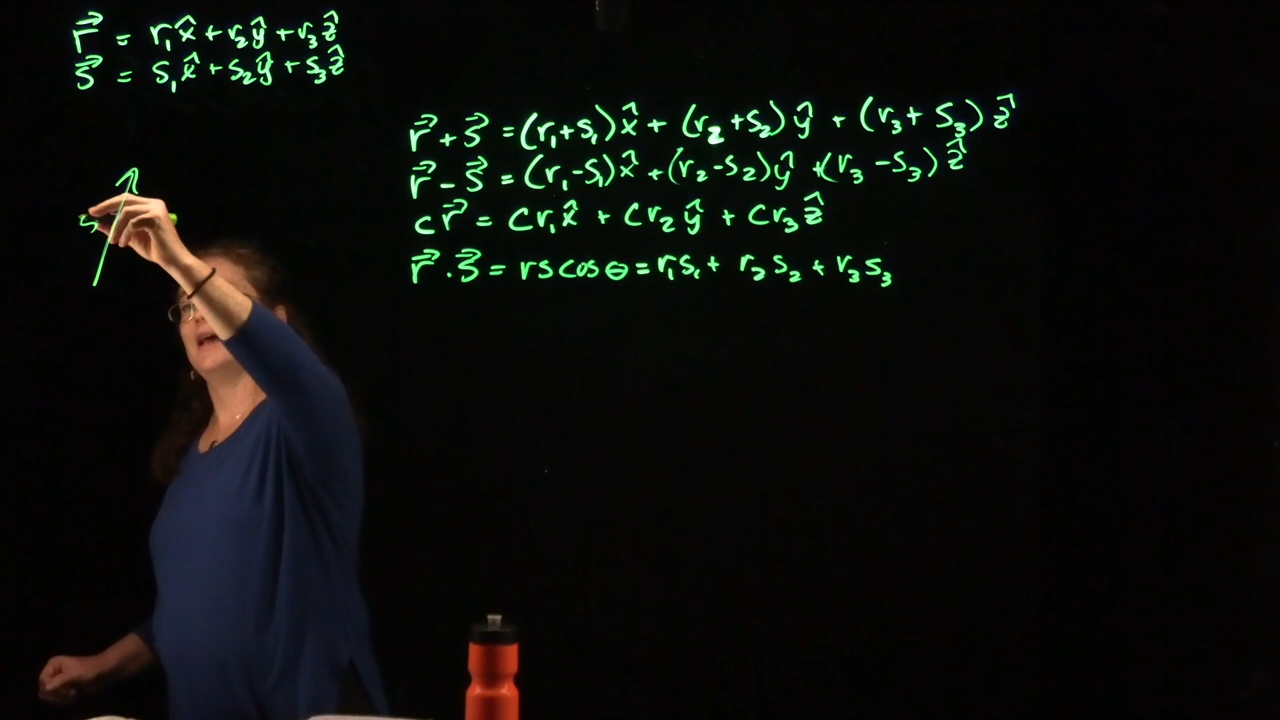 r⃗ = r₁x̂ + r₂ŷ + r₃ẑ
s⃗ = s₁x̂ + s₂ŷ + s₃ẑ
r⃗ + s⃗ = (r₁+s₁)x̂ + (r₂+s₂)ŷ + (r₃+s₃)ẑ
r⃗ - s⃗ = (r₁-s₁)x̂ + (r₂-s₂)ŷ + (r₃-s₃)ẑ
c r⃗ = cr₁x̂ + cr₂ŷ + cr₃ẑ
r⃗ · s⃗ = rs cos θ = r₁s₁ + r₂s₂ + r₃s₃